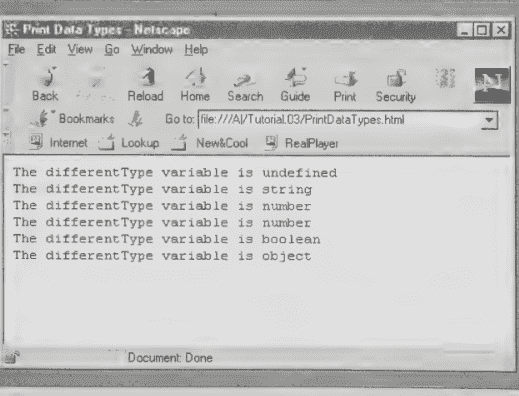 Print Data Types - Netscape
File Edit View Go Window Help
Back Reload Home Search Guide Print Security N
Bookmarks Go to: file:///A|/Tutorial.03/PrintDataTypes.html
Internet Lookup New&Cool RealPlayer
The differentType variable is undefined
The differentType variable is string
The differentType variable is number
The differentType variable is number
The differentType variable is boolean
The differentType variable is object
Document: Done